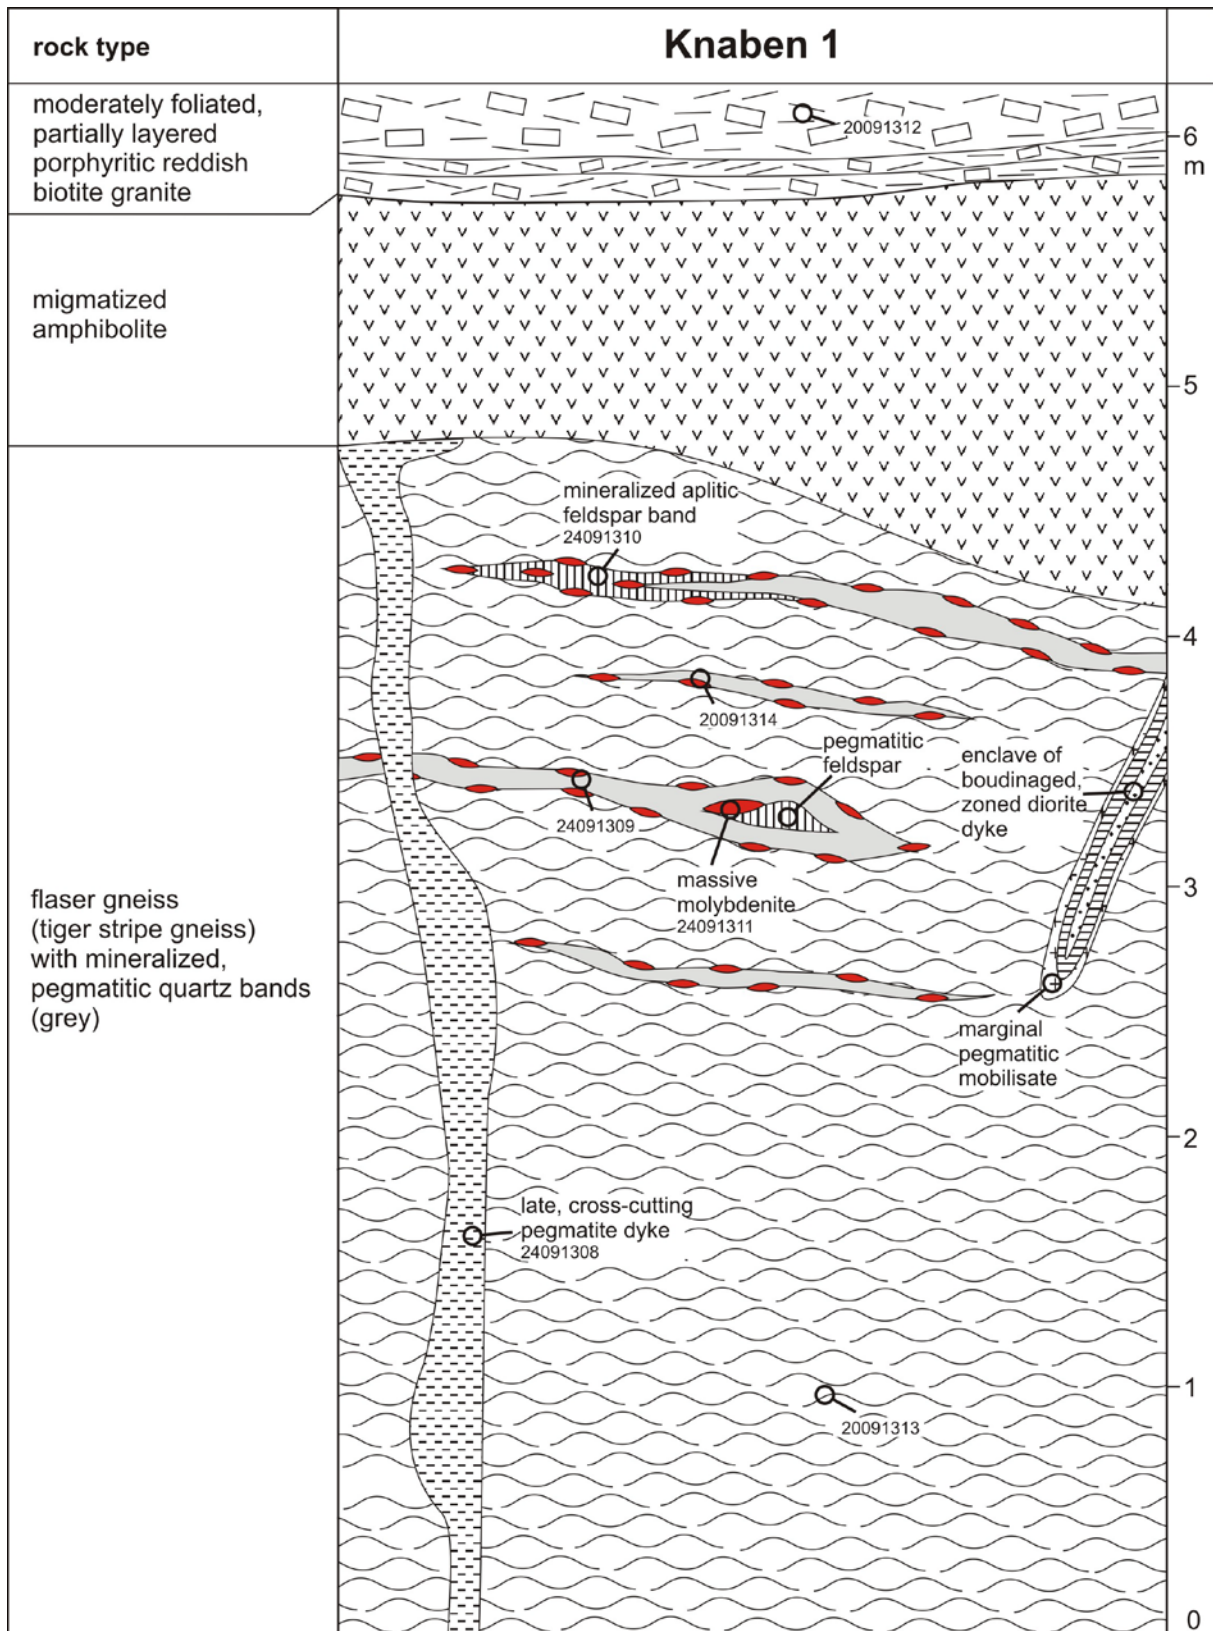 rock type
Knaben 1
moderately foliated,
partially layered
porphyritic reddish
biotite granite
20091312
6
m
migmatized
amphibolite
5
mineralized aplitic
feldspar band
24091310
4
20091314
pegmatitic
feldspar
enclave of
boudinaged,
zoned diorite
dyke
24091309
massive
molybdenite
24091311
3
flaser gneiss
(tiger stripe gneiss)
with mineralized,
pegmatitic quartz bands
(grey)
marginal
pegmatitic
mobilisate
2
late, cross-cutting
pegmatite dyke
24091308
1
20091313
0